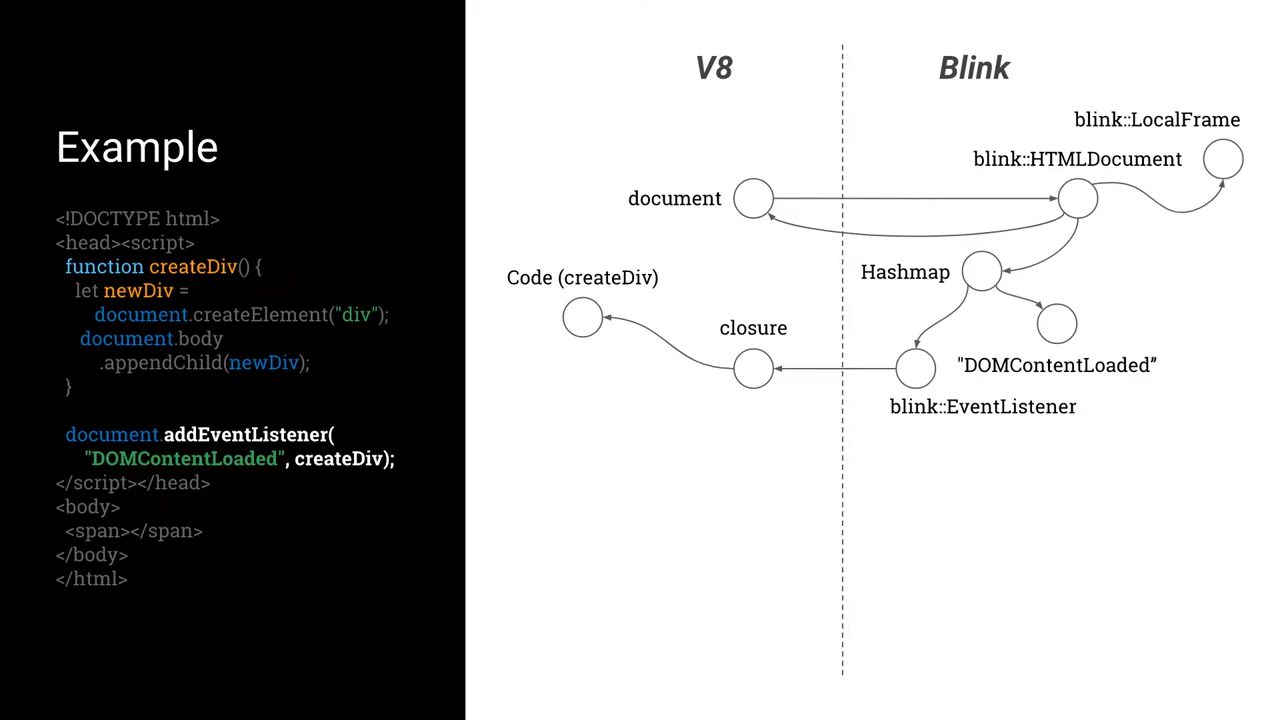 Example
<!DOCTYPE html>
<head><script>
function createDiv() {
let newDiv =
document.createElement("div");
document.body
.appendChild(newDiv);
}
document.addEventListener(
"DOMContentLoaded", createDiv);
</script></head>
<body>
<span></span>
</body>
</html>
V8
Blink
blink::LocalFrame
blink::HTMLDocument
document
Hashmap
Code (createDiv)
closure
"DOMContentLoaded”
blink::EventListener